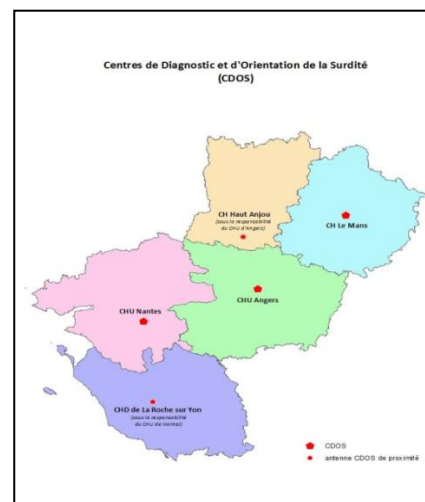 Centres de Diagnostic et d'Orientation de la Surdité
(CDOS)
CH Haut Anjou
(sous la responsabilité
du CHU d'Angers)
CH Le Mans
CHU Angers
CHU Nantes
CHD de La Roche sur Yon
(sous la responsabilité
du CHU de Nantes)
CDOS
antenne CDOS de proximité